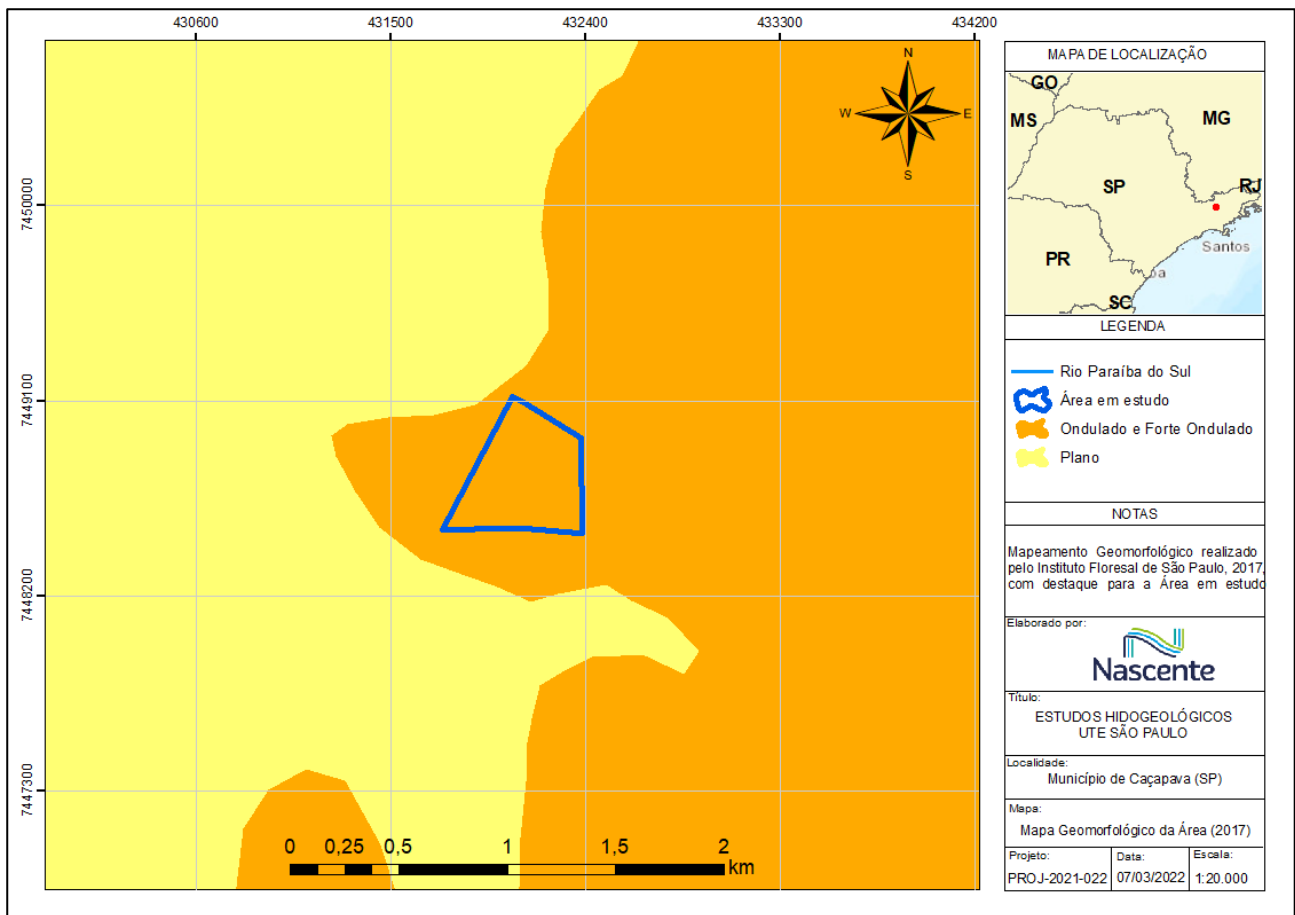 430600
431500
432400
433300
434200
7450000
7449100
7448200
7447300
N
W
E
S
0
0,25
0,5
1
1,5
2
km
MAPA DE LOCALIZAÇÃO
GO
MS
MG
SP
RJ
Santos
PR
pa
SC
LEGENDA
Rio Paraíba do Sul
Área em estudo
Ondulado e Forte Ondulado
Plano
NOTAS
Mapeamento Geomorfológico realizado
pelo Instituto Floresal de São Paulo, 2017,
com destaque para a Área em estudo
Elaborado por:
Nascente
Título:
ESTUDOS HIDOGEOLÓGICOS
UTE SÃO PAULO
Localidade:
Município de Caçapava (SP)
Mapa:
Mapa Geomorfológico da Área (2017)
Projeto:
PROJ-2021-022
Data:
07/03/2022
Escala:
1:20.000